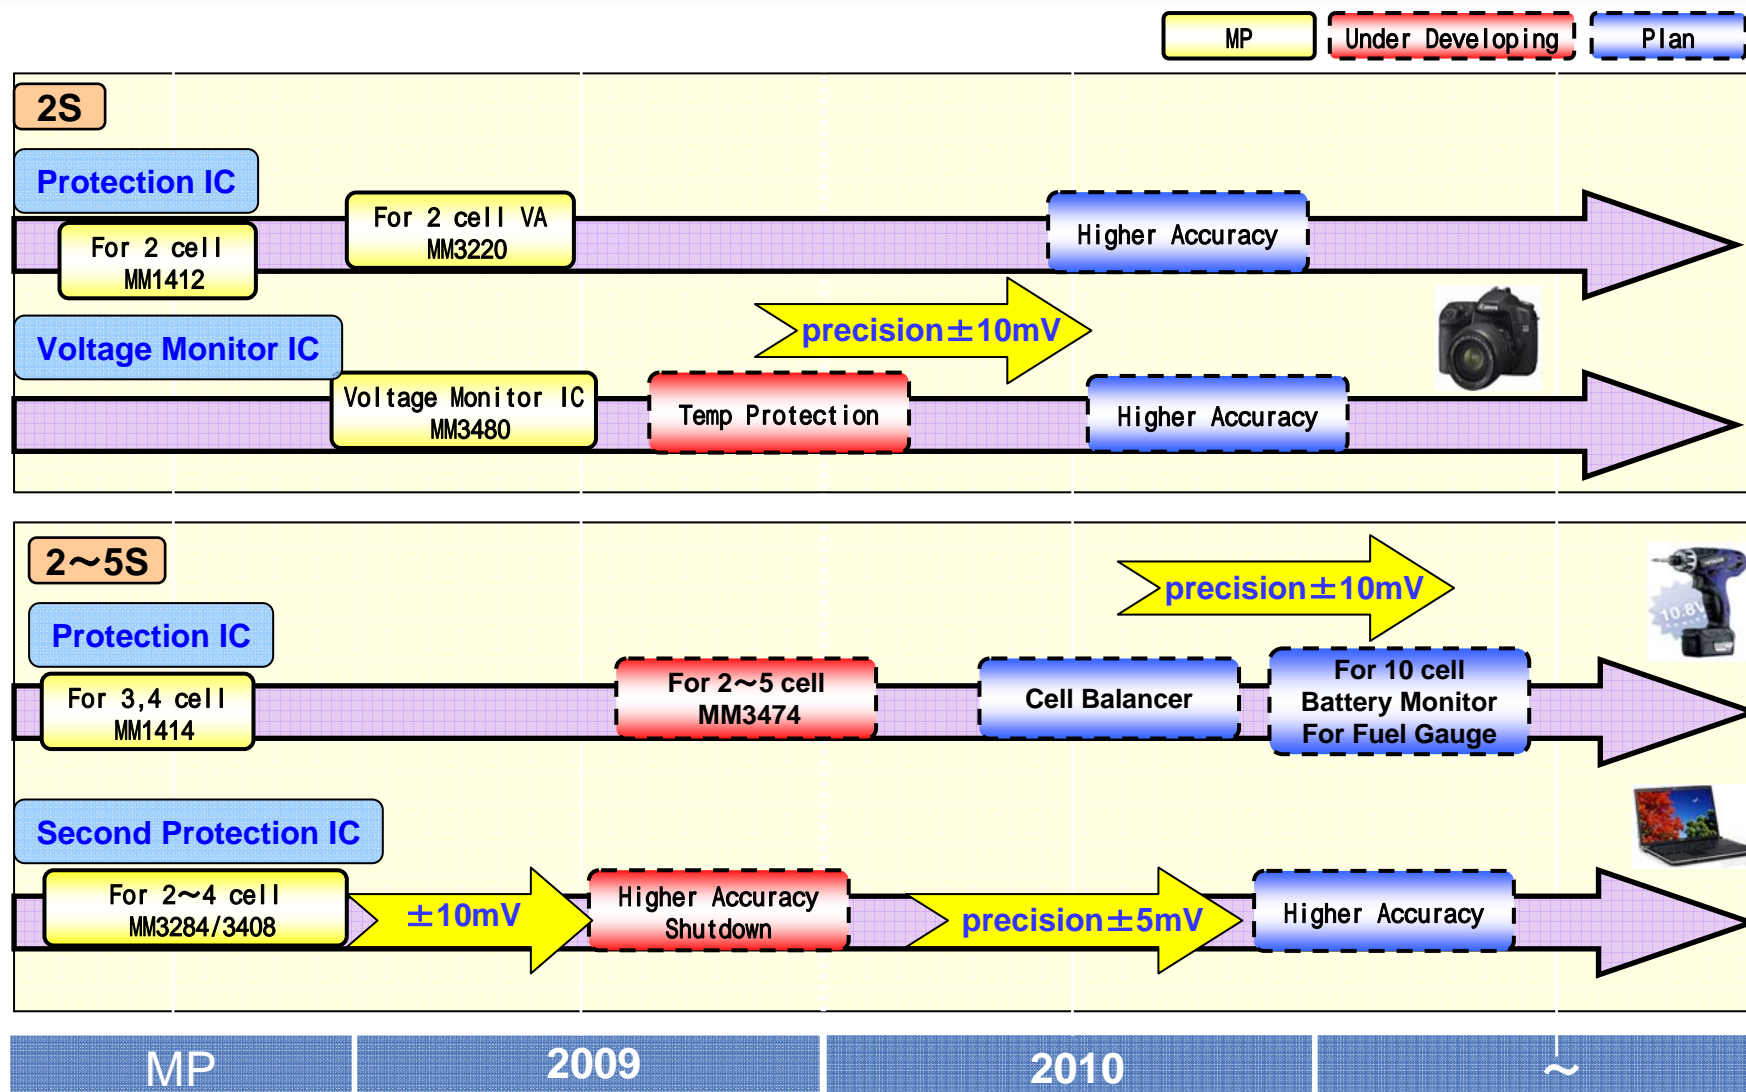 MP
Under Developing
Plan
2S
Protection IC
For 2 cell
MM1412
For 2 cell VA
MM3220
Higher Accuracy
precision±10mV
Canon
Voltage Monitor IC
Voltage Monitor IC
MM3480
Temp Protection
Higher Accuracy
2～5S
precision±10mV
10.8V
Protection IC
For 3,4 cell
MM1414
For 2～5 cell
MM3474
Cell Balancer
For 10 cell
Battery Monitor
For Fuel Gauge
Second Protection IC
For 2～4 cell
MM3284/3408
±10mV
Higher Accuracy
Shutdown
precision±5mV
Higher Accuracy
MP
2009
2010
～